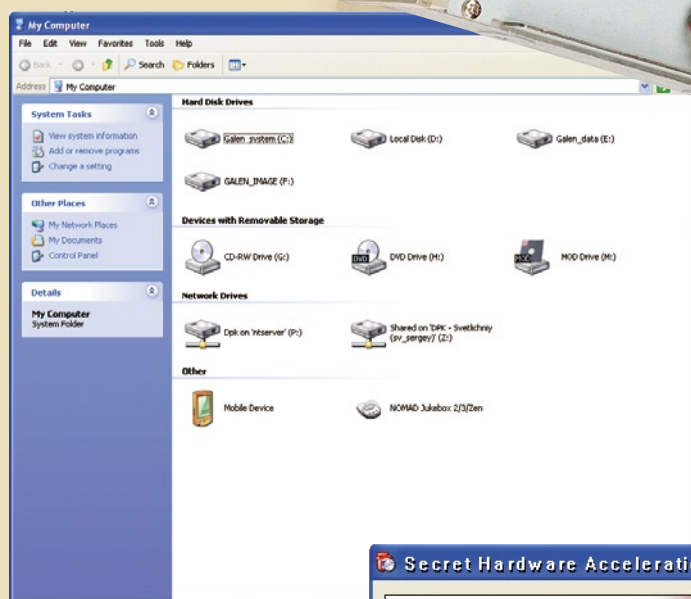 My Computer
File Edit View Favorites Tools Help
Back Search Folders
Address My Computer
System Tasks
View system information
Add or remove programs
Change a setting
Other Places
My Network Places
My Documents
Control Panel
Details
My Computer
System Folder
Hard Disk Drives
Galen_system (C:) Local Disk (D:) Galen_data (E:)
GALEN_IMAGE (F:)
Devices with Removable Storage
CD-RW Drive (G:) DVD DVD Drive (H:) MOD MOD Drive (M:)
Network Drives
Dpk on 'ntserver' (P:) Shared on 'DPK - Svetlichniy
(sv_sergey)' (Z:)
Other
Mobile Device NOMAD Jukebox 2/3/Zen
Secret Hardware Accelerati